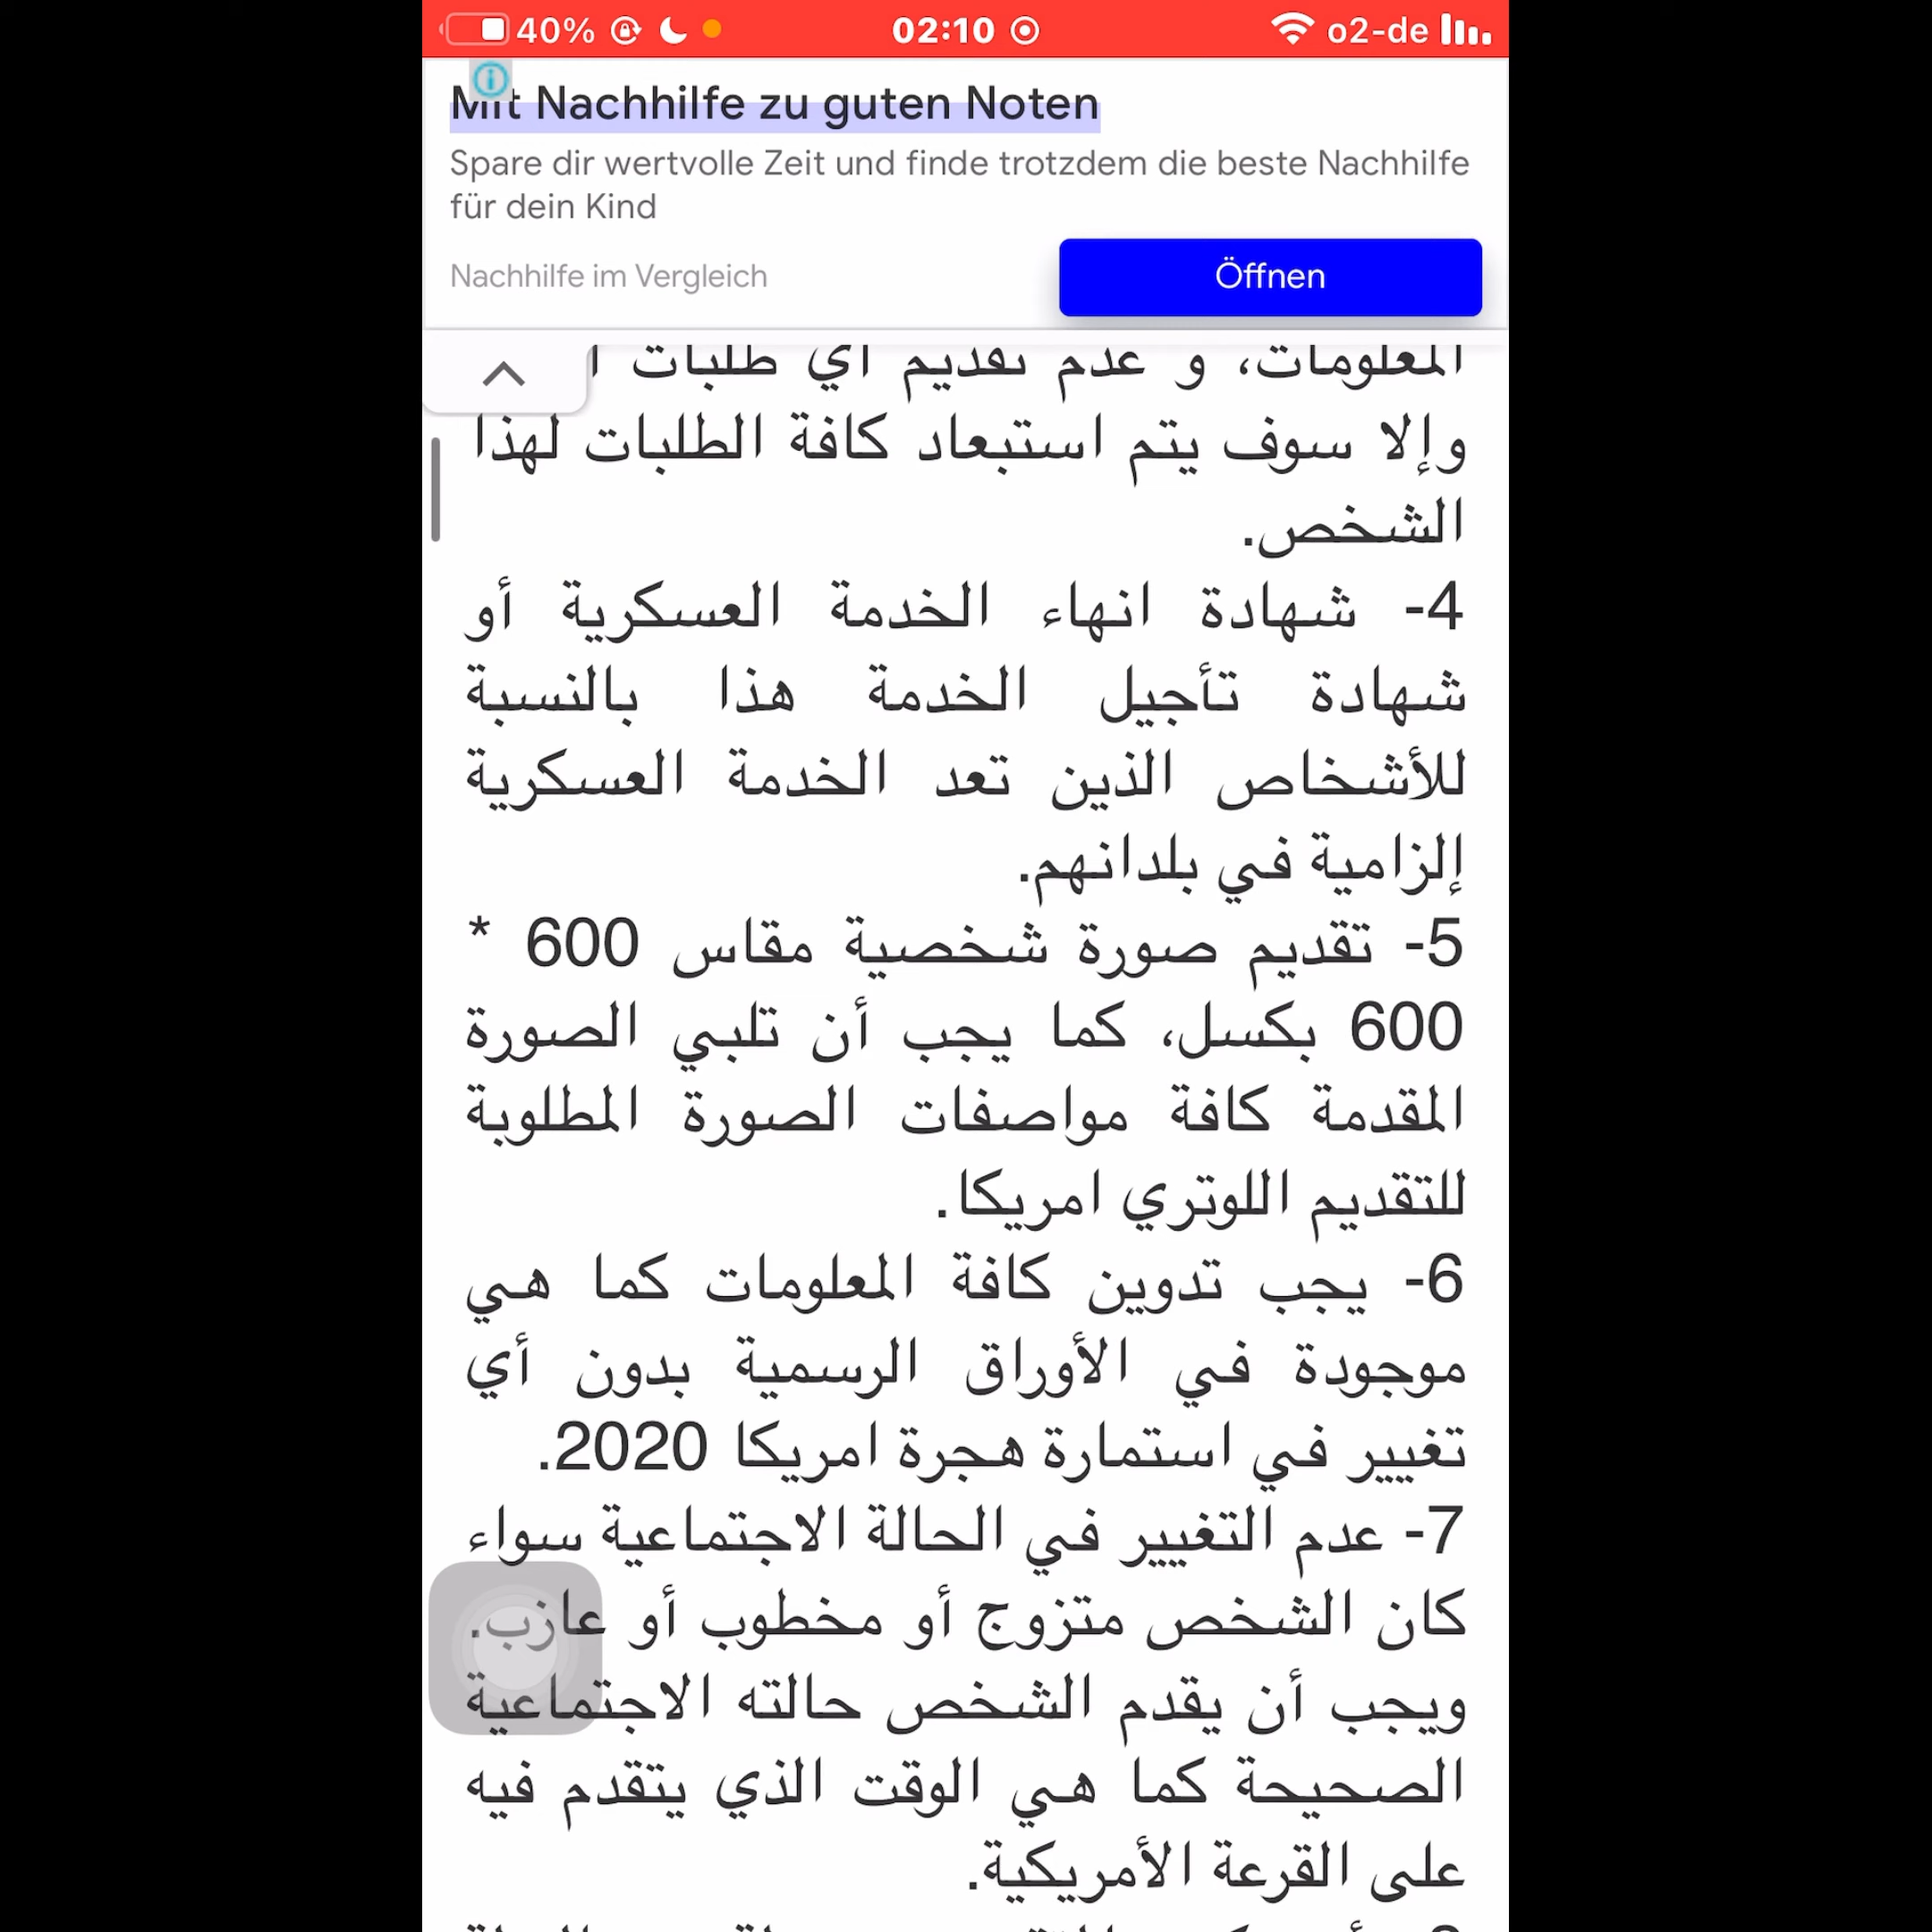 40%
02:10
o2-de
Mit Nachhilfe zu guten Noten
Spare dir wertvolle Zeit und finde trotzdem die beste Nachhilfe
für dein Kind
Nachhilfe im Vergleich
Öffnen
المعلومات، و عدم تقديم أي طلبات
وإلا سوف يتم استبعاد كافة الطلبات لهذا
الشخص.
4- شهادة انهاء الخدمة العسكرية أو
شهادة تأجيل الخدمة هذا بالنسبة
للأشخاص الذين تعد الخدمة العسكرية
إلزامية في بلدانهم.
5- تقديم صورة شخصية مقاس 600 *
600 بكسل، كما يجب أن تلبي الصورة
المقدمة كافة مواصفات الصورة المطلوبة
للتقديم اللوتري امريكا.
6- يجب تدوين كافة المعلومات كما هي
موجودة في الأوراق الرسمية بدون أي
تغيير في استمارة هجرة امريكا 2020.
7- عدم التغيير في الحالة الاجتماعية سواء
كان الشخص متزوج أو مخطوب أو عازب.
ويجب أن يقدم الشخص حالته الاجتماعية
الصحيحة كما هي الوقت الذي يتقدم فيه
على القرعة الأمريكية.